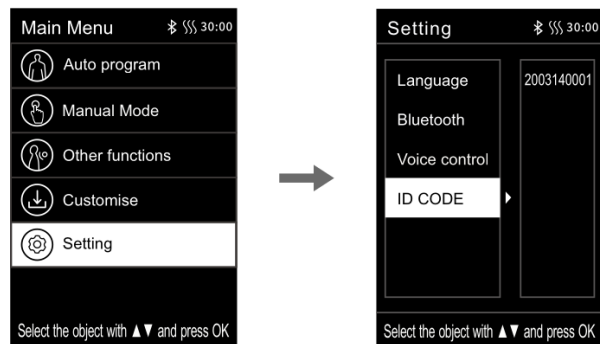 Main Menu 30:00
Auto program
Manual Mode
Other functions
Customise
Setting
Select the object with ▲▼ and press OK
Setting 30:00
Language
Bluetooth
Voice control
ID CODE
2003140001
Select the object with ▲▼ and press OK